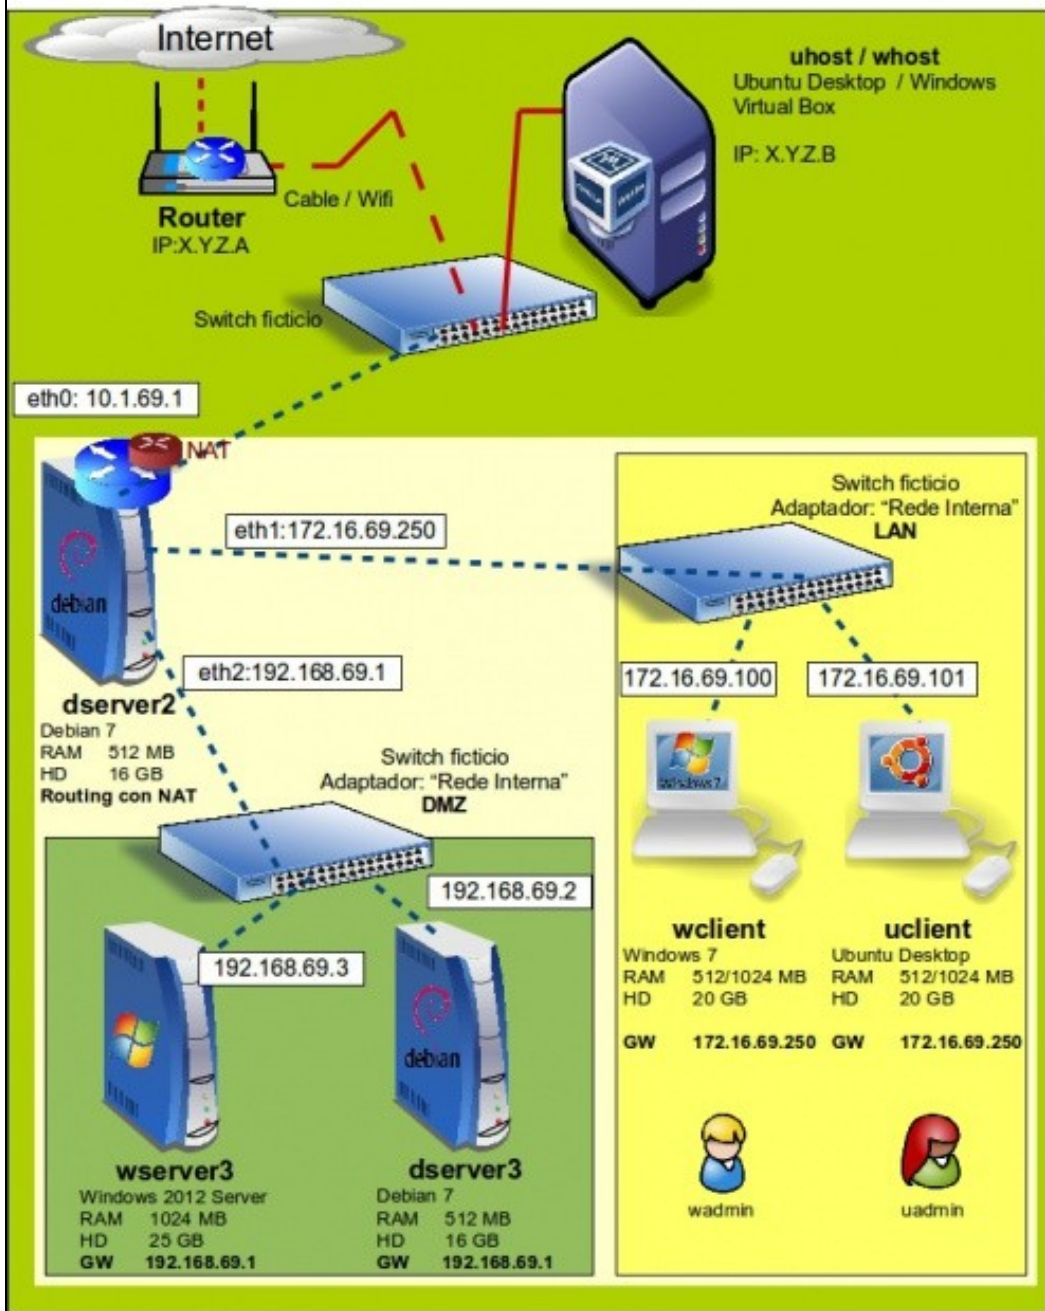 Internet
uhost / whost
Ubuntu Desktop / Windows
Virtual Box
IP: X.Y.Z.B
Cable / Wifi
Router
IP:X.Y.Z.A
Switch ficticio
eth0: 10.1.69.1
NAT
eth1:172.16.69.250
debian
eth2:192.168.69.1
dserver2
Debian 7
RAM 512 MB
HD 16 GB
Routing con NAT
Switch ficticio
Adaptador: “Rede Interna”
LAN
172.16.69.100
172.16.69.101
Windows 7
wclient
Windows 7
RAM 512/1024 MB
HD 20 GB
GW 172.16.69.250
uclient
Ubuntu Desktop
RAM 512/1024 MB
HD 20 GB
GW 172.16.69.250
wadmin
uadmin
Switch ficticio
Adaptador: “Rede Interna”
DMZ
192.168.69.2
192.168.69.3
debian
wserver3
Windows 2012 Server
RAM 1024 MB
HD 25 GB
GW 192.168.69.1
dserver3
Debian 7
RAM 512 MB
HD 16 GB
GW 192.168.69.1